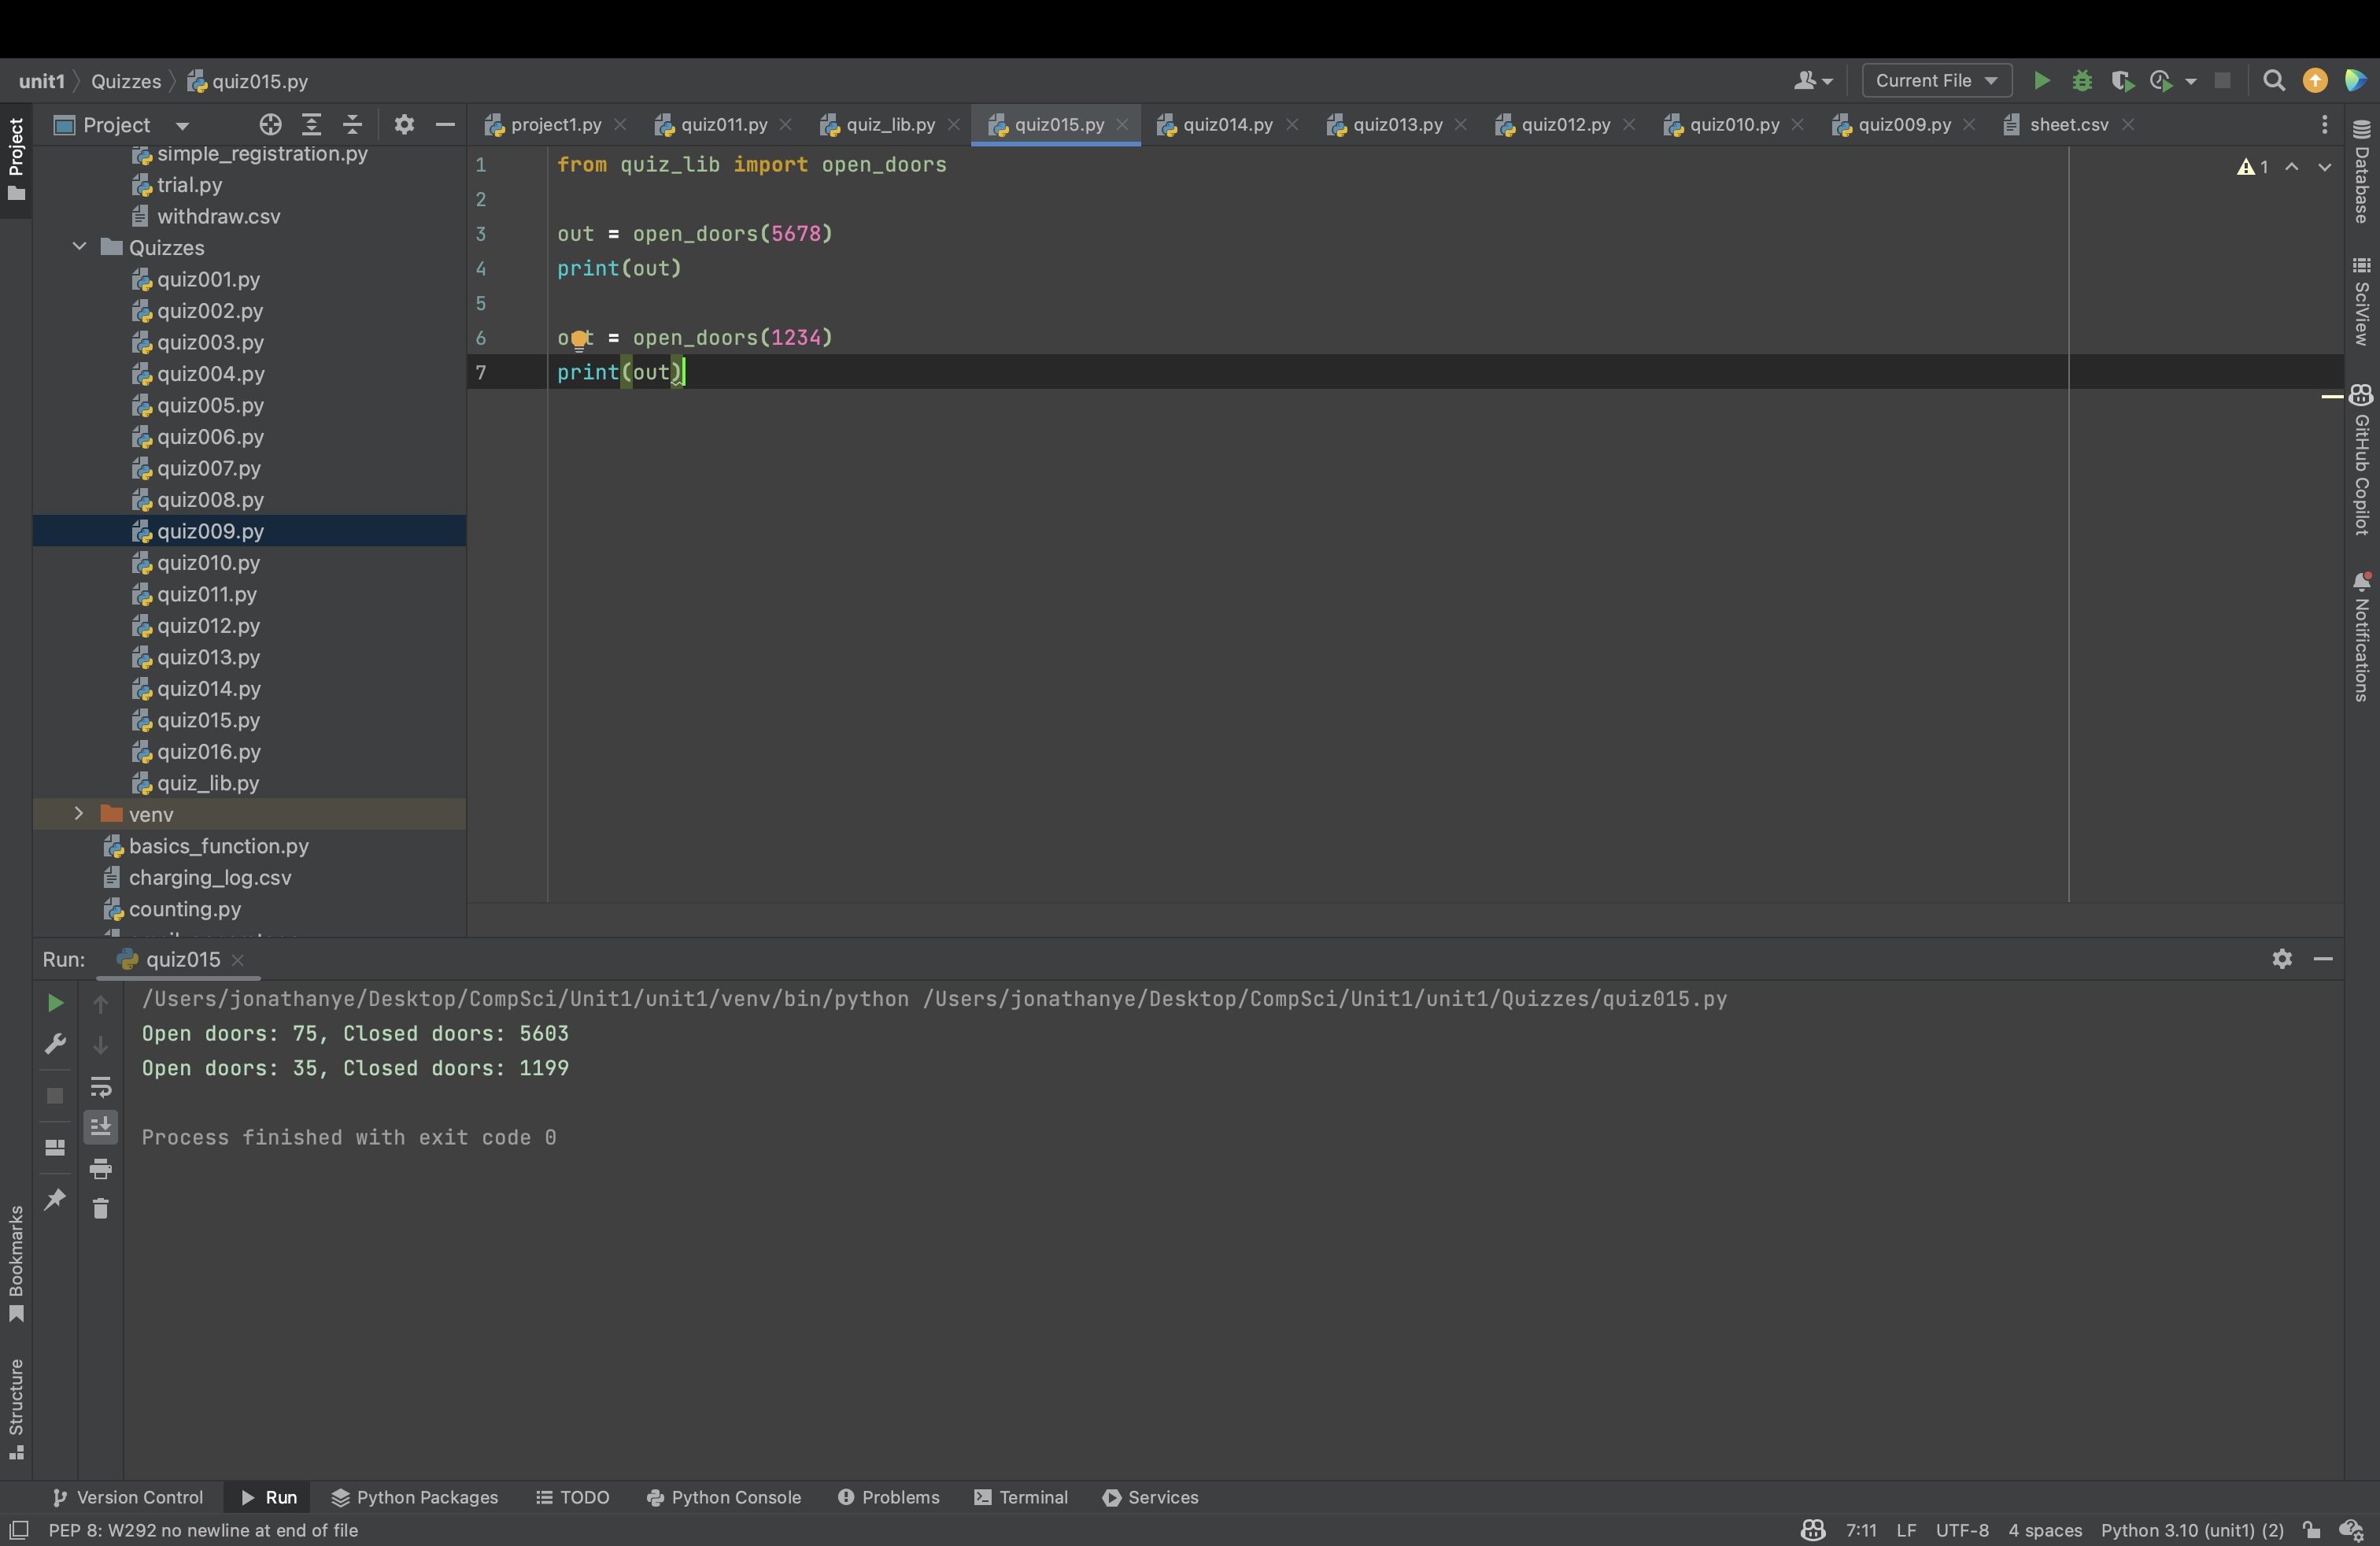 unit1 Quizzes quiz015.py
Current File
Project
project1.py quiz011.py quiz_lib.py quiz015.py quiz014.py quiz013.py quiz012.py quiz010.py quiz009.py sheet.csv
Project
simple_registration.py
trial.py
withdraw.csv
Quizzes
quiz001.py
quiz002.py
quiz003.py
quiz004.py
quiz005.py
quiz006.py
quiz007.py
quiz008.py
quiz009.py
quiz010.py
quiz011.py
quiz012.py
quiz013.py
quiz014.py
quiz015.py
quiz016.py
quiz_lib.py
venv
basics_function.py
charging_log.csv
counting.py
1 from quiz_lib import open_doors
2
3 out = open_doors(5678)
4 print(out)
5
6 out = open_doors(1234)
7 print(out)
1
Database
SciView
GitHub Copilot
Notifications
Run: quiz015
/Users/jonathanye/Desktop/CompSci/Unit1/unit1/venv/bin/python /Users/jonathanye/Desktop/CompSci/Unit1/unit1/Quizzes/quiz015.py
Open doors: 75, Closed doors: 5603
Open doors: 35, Closed doors: 1199
Process finished with exit code 0
Bookmarks
Structure
Version Control Run Python Packages TODO Python Console Problems Terminal Services
PEP 8: W292 no newline at end of file
7:11 LF UTF-8 4 spaces Python 3.10 (unit1) (2)